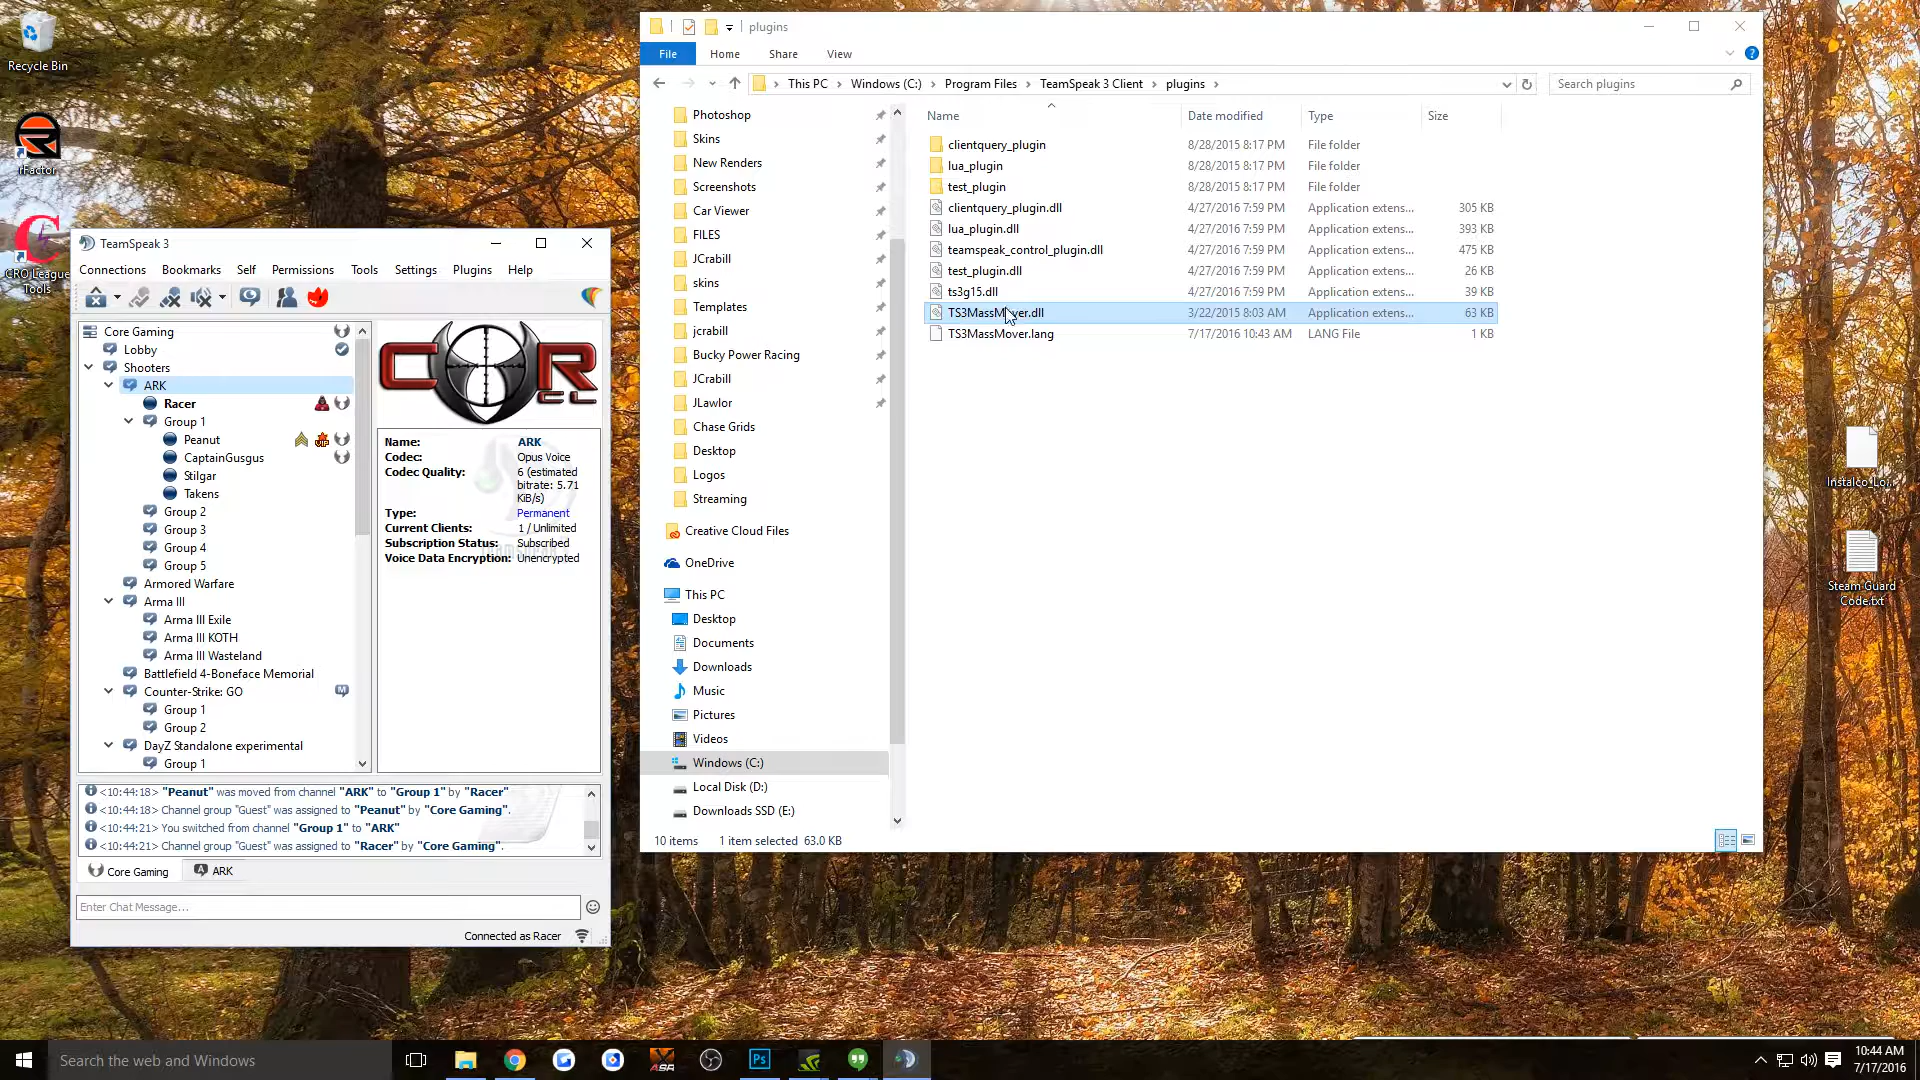 Recycle Bin
rFactor
CRO League
Tools
TeamSpeak 3
Connections Bookmarks Self Permissions Tools Settings Plugins Help
Core Gaming
Lobby
Shooters
ARK
Racer
Group 1
Peanut
CaptainGusgus
Stilgar
Takens
Group 2
Group 3
Group 4
Group 5
Armored Warfare
Arma III
Arma III Exile
Arma III KOTH
Arma III Wasteland
Battlefield 4-Boneface Memorial
Counter-Strike: GO
M
Group 1
Group 2
DayZ Standalone experimental
Group 1
COR
Name: ARK
Codec: Opus Voice
Codec Quality: 6 (estimated
bitrate: 5.71
KiB/s)
Type: Permanent
Current Clients: 1 / Unlimited
Subscription Status: Subscribed
Voice Data Encryption: Unencrypted
<10:44:18> "Peanut" was moved from channel "ARK" to "Group 1" by "Racer"
<10:44:18> Channel group "Guest" was assigned to "Peanut" by "Core Gaming".
<10:44:21> You switched from channel "Group 1" to "ARK"
<10:44:21> Channel group "Guest" was assigned to "Racer" by "Core Gaming".
Core Gaming ARK
Enter Chat Message...
Connected as Racer
plugins
File Home Share View
This PC Windows (C:) Program Files TeamSpeak 3 Client plugins
Search plugins
Photoshop
Skins
New Renders
Screenshots
Car Viewer
FILES
JCrabill
skins
Templates
jcrabill
Bucky Power Racing
JCrabill
JLawlor
Chase Grids
Desktop
Logos
Streaming
Creative Cloud Files
OneDrive
This PC
Desktop
Documents
Downloads
Music
Pictures
Videos
Windows (C:)
Local Disk (D:)
Downloads SSD (E:)
Name Date modified Type Size
clientquery_plugin 8/28/2015 8:17 PM File folder
lua_plugin 8/28/2015 8:17 PM File folder
test_plugin 8/28/2015 8:17 PM File folder
clientquery_plugin.dll 4/27/2016 7:59 PM Application extens... 305 KB
lua_plugin.dll 4/27/2016 7:59 PM Application extens... 393 KB
teamspeak_control_plugin.dll 4/27/2016 7:59 PM Application extens... 475 KB
test_plugin.dll 4/27/2016 7:59 PM Application extens... 26 KB
ts3g15.dll 4/27/2016 7:59 PM Application extens... 39 KB
TS3MassMover.dll 3/22/2015 8:03 AM Application extens... 63 KB
TS3MassMover.lang 7/17/2016 10:43 AM LANG File 1 KB
10 items 1 item selected 63.0 KB
Steam Guard
Code.txt
Search the web and Windows
Ps
10:44 AM
7/17/2016